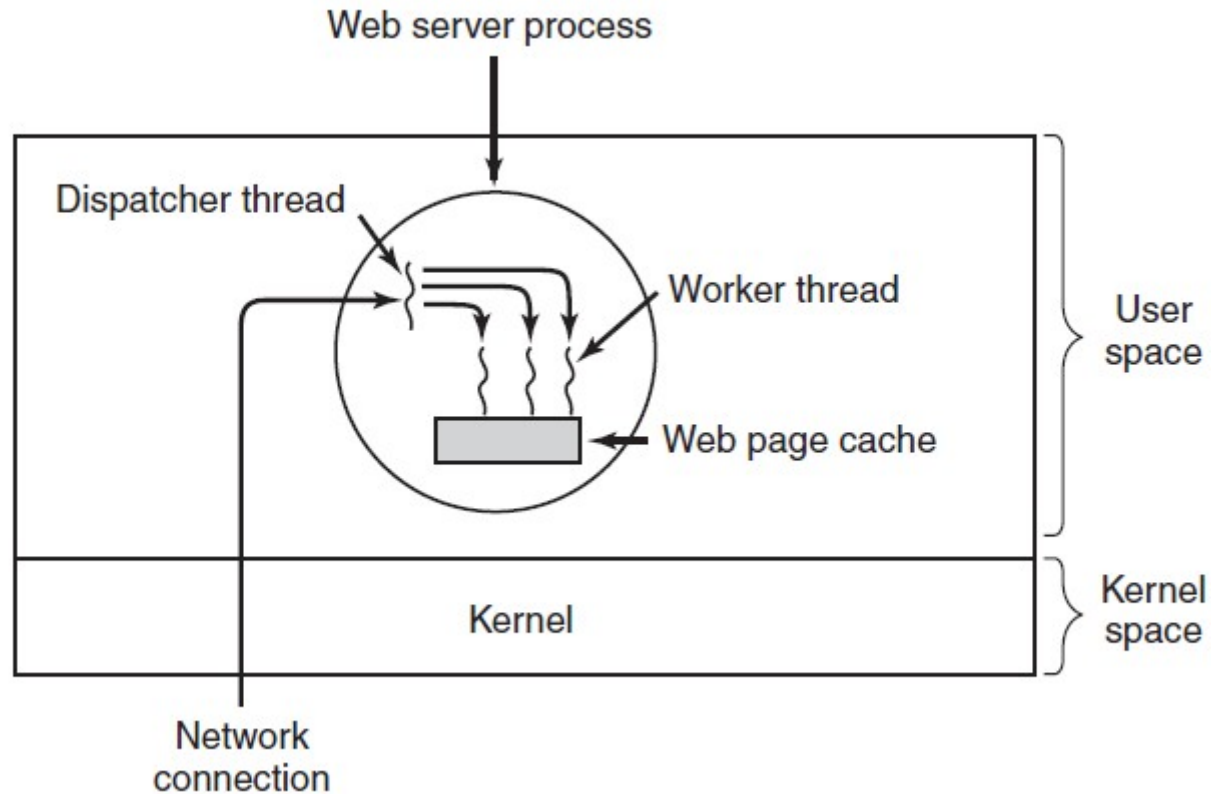 Web server process
Dispatcher thread
Worker thread
Web page cache
User
space
Kernel
Kernel
space
Network
connection